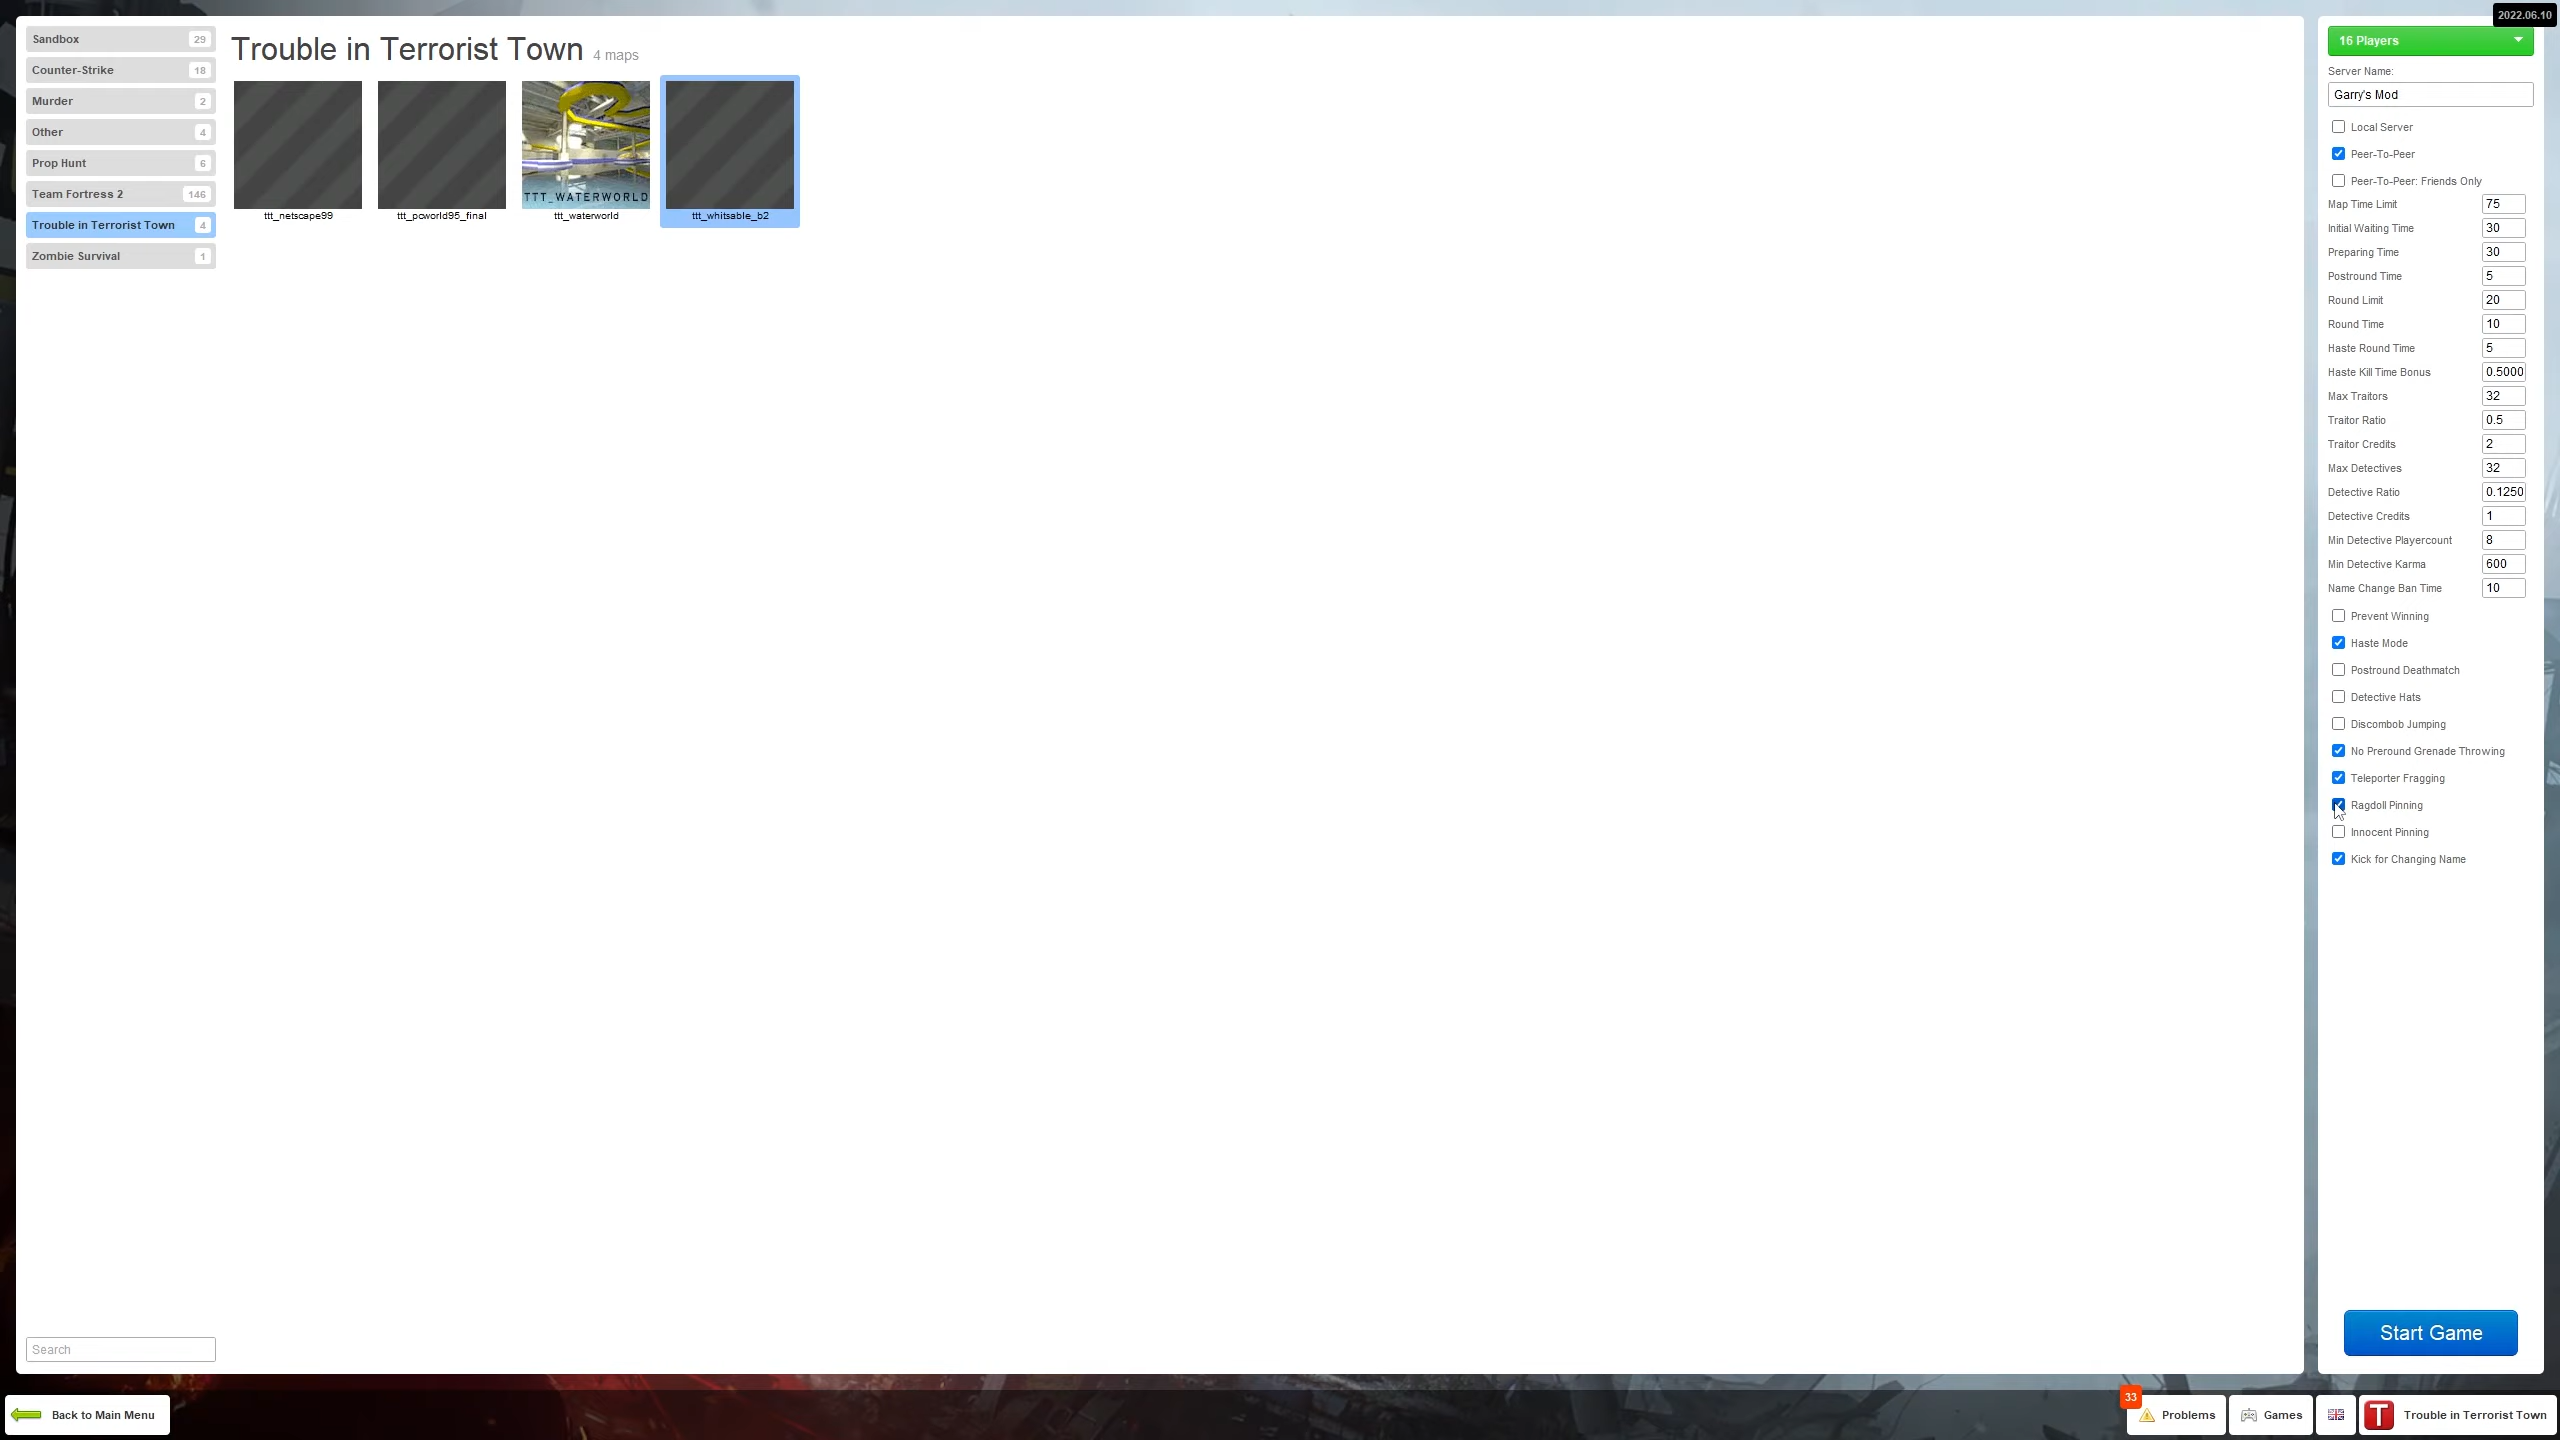 2022.06.10
Sandbox 29
Counter-Strike 18
Murder 2
Other 4
Prop Hunt 6
Team Fortress 2 146
Trouble in Terrorist Town 4
Zombie Survival 1
Trouble in Terrorist Town 4 maps
TTT_WATERWORLD
ttt_netscape99
ttt_pcworld95_final
ttt_waterworld
ttt_whitsable_b2
16 Players
Server Name:
Garry's Mod
Local Server
Peer-To-Peer
Peer-To-Peer: Friends Only
Map Time Limit 75
Initial Waiting Time 30
Preparing Time 30
Postround Time 5
Round Limit 20
Round Time 10
Haste Round Time 5
Haste Kill Time Bonus 0.5000
Max Traitors 32
Traitor Ratio 0.5
Traitor Credits 2
Max Detectives 32
Detective Ratio 0.1250
Detective Credits 1
Min Detective Playercount 8
Min Detective Karma 600
Name Change Ban Time 10
Prevent Winning
Haste Mode
Postround Deathmatch
Detective Hats
Discombob Jumping
No Preround Grenade Throwing
Teleporter Fragging
Ragdoll Pinning
Innocent Pinning
Kick for Changing Name
Start Game
Search
Back to Main Menu
33
Problems
Games
T Trouble in Terrorist Town